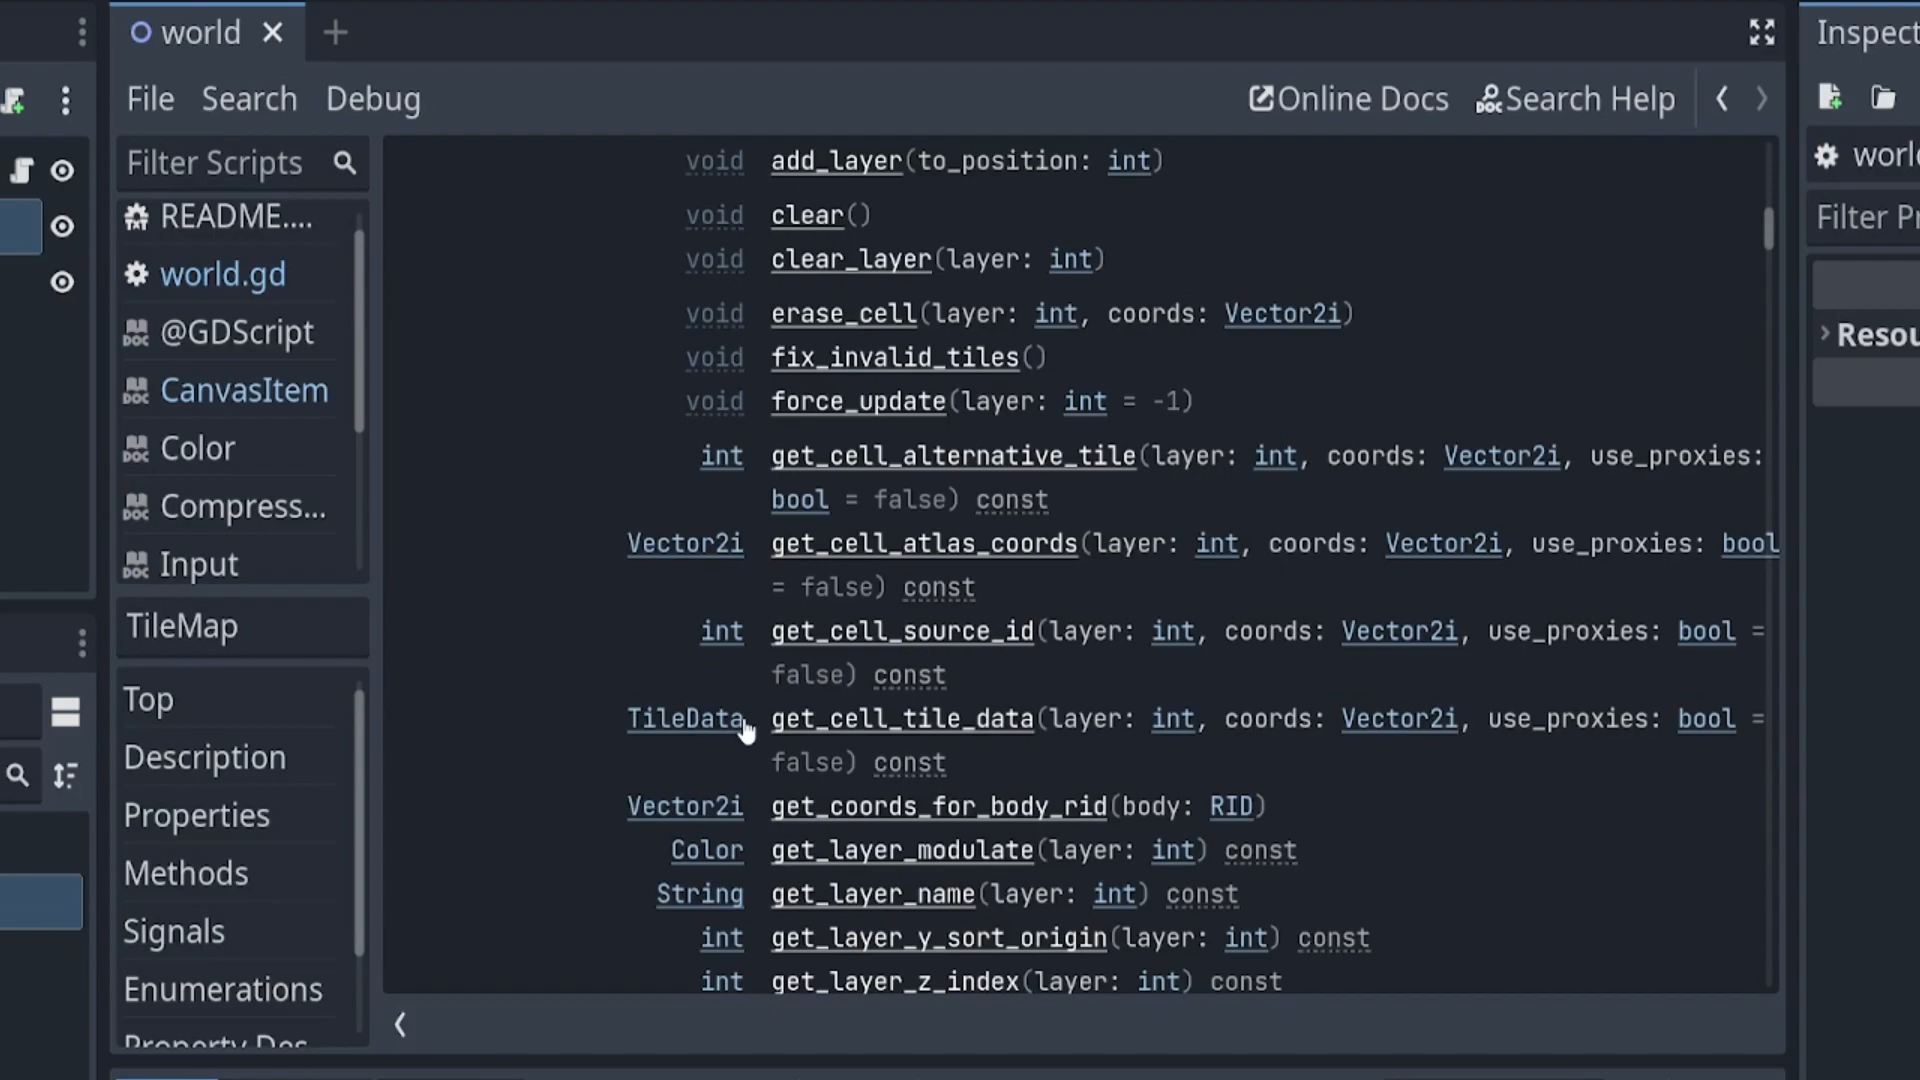 world
File Search Debug
Online Docs Search Help
Filter Scripts
README....
world.gd
@GDScript
CanvasItem
Color
Compress...
Input
TileMap
Top
Description
Properties
Methods
Signals
Enumerations
Property Des
void add_layer(to_position: int)
void clear()
void clear_layer(layer: int)
void erase_cell(layer: int, coords: Vector2i)
void fix_invalid_tiles()
void force_update(layer: int = -1)
int get_cell_alternative_tile(layer: int, coords: Vector2i, use_proxies:
bool = false) const
Vector2i get_cell_atlas_coords(layer: int, coords: Vector2i, use_proxies: bool
= false) const
int get_cell_source_id(layer: int, coords: Vector2i, use_proxies: bool =
false) const
TileData get_cell_tile_data(layer: int, coords: Vector2i, use_proxies: bool =
false) const
Vector2i get_coords_for_body_rid(body: RID)
Color get_layer_modulate(layer: int) const
String get_layer_name(layer: int) const
int get_layer_y_sort_origin(layer: int) const
int get_layer_z_index(layer: int) const
Inspect
worl
Filter Pr
Resou